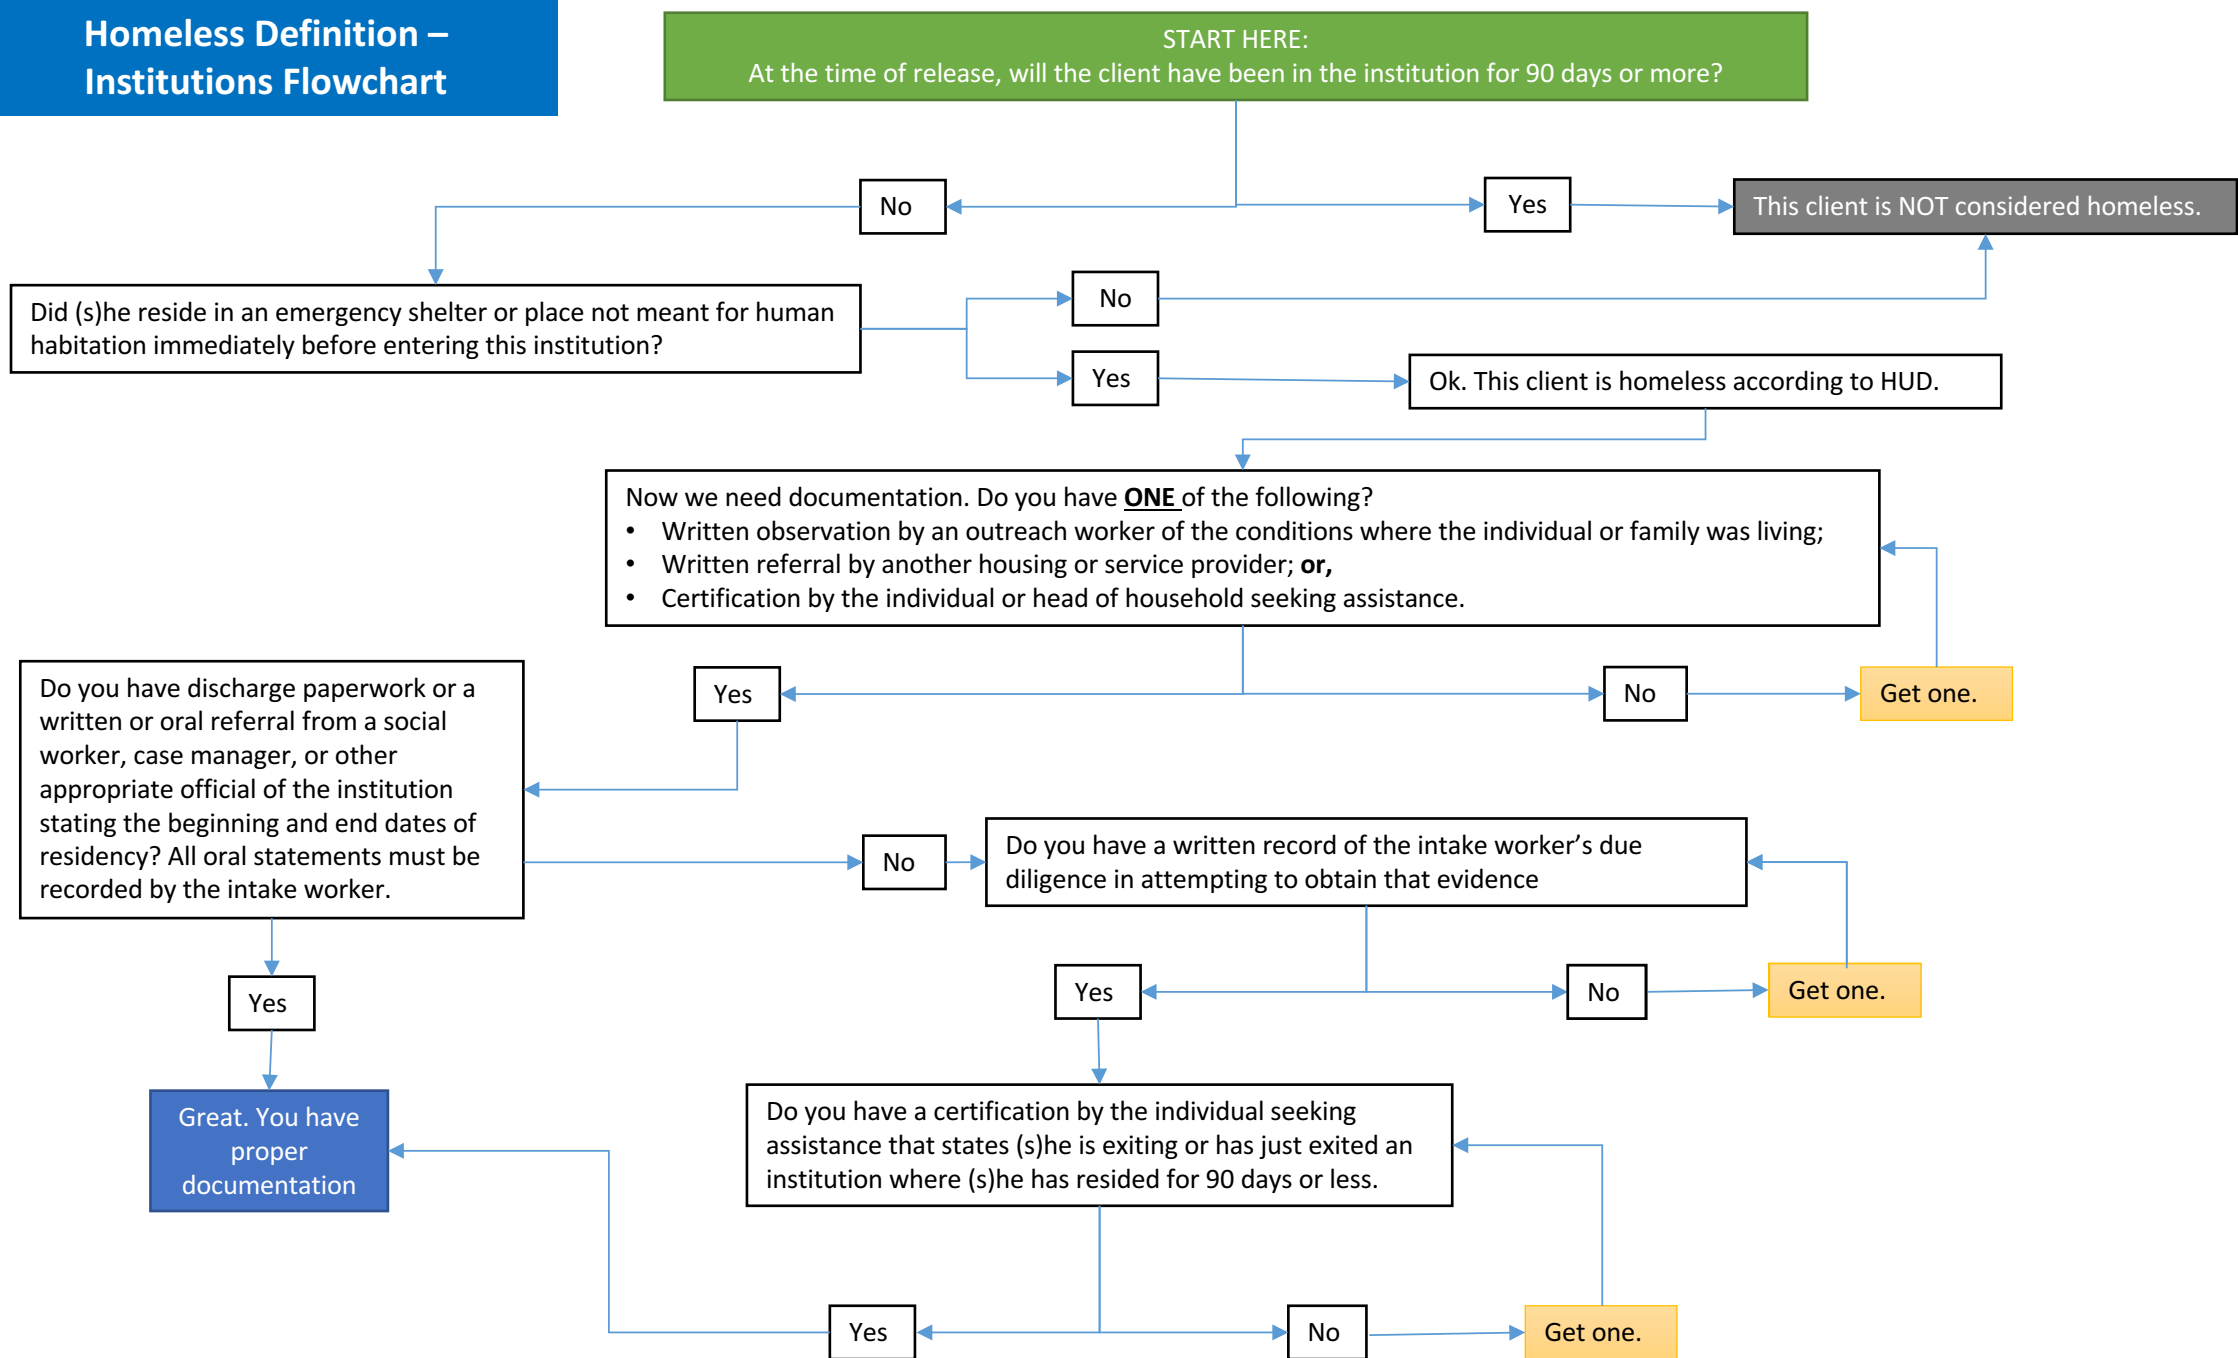 Homeless Definition –
Institutions Flowchart
START HERE:
At the time of release, will the client have been in the institution for 90 days or more?
No
Yes
This client is NOT considered homeless.
Did (s)he reside in an emergency shelter or place not meant for human
habitation immediately before entering this institution?
No
Yes
Ok. This client is homeless according to HUD.
Now we need documentation. Do you have ONE of the following?
• Written observation by an outreach worker of the conditions where the individual or family was living;
• Written referral by another housing or service provider; or,
• Certification by the individual or head of household seeking assistance.
Yes
No
Get one.
Do you have discharge paperwork or a
written or oral referral from a social
worker, case manager, or other
appropriate official of the institution
stating the beginning and end dates of
residency? All oral statements must be
recorded by the intake worker.
No
Do you have a written record of the intake worker’s due
diligence in attempting to obtain that evidence
Yes
Yes
No
Get one.
Great. You have
proper
documentation
Do you have a certification by the individual seeking
assistance that states (s)he is exiting or has just exited an
institution where (s)he has resided for 90 days or less.
Yes
No
Get one.